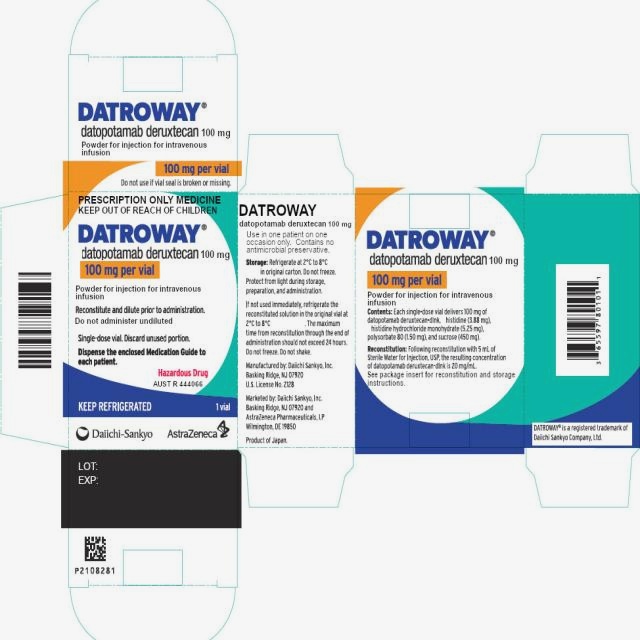 DATROWAY®
datopotamab deruxtecan 100 mg
Powder for injection for intravenous
infusion
100 mg per vial
Do not use if vial seal is broken or missing.
PRESCRIPTION ONLY MEDICINE
KEEP OUT OF REACH OF CHILDREN
DATROWAY®
datopotamab deruxtecan 100 mg
100 mg per vial
Powder for injection for intravenous
infusion
Reconstitute and dilute prior to administration.
Do not administer undiluted
Single-dose vial. Discard unused portion.
Dispense the enclosed Medication Guide to
each patient.
Hazardous Drug
AUST R 444066
KEEP REFRIGERATED 1 vial
Daiichi-Sankyo AstraZeneca
LOT:
EXP:
P2108281
DATROWAY
datopotamab deruxtecan 100 mg
Use in one patient on one
occasion only. Contains no
antimicrobial preservative.
Storage: Refrigerate at 2°C to 8°C
in original carton. Do not freeze.
Protect from light during storage,
preparation, and administration.
If not used immediately, refrigerate the
reconstituted solution in the original vial at
2°C to 8°C .The maximum
time from reconstitution through the end of
administration should not exceed 24 hours.
Do not freeze. Do not shake.
Manufactured by: Daiichi Sankyo, Inc.
Basking Ridge, NJ 07920
U.S. License No. 2128
Marketed by: Daiichi Sankyo, Inc.
Basking Ridge, NJ 07920 and
AstraZeneca Pharmaceuticals, LP
Wilmington, DE 19850
Product of Japan.
DATROWAY®
datopotamab deruxtecan 100 mg
100 mg per vial
Powder for injection for intravenous
infusion
Contents: Each single-dose vial delivers 100 mg of
datopotamab deruxtecan-dlnk, histidine (3.88 mg),
histidine hydrochloride monohydrate (5.25 mg),
polysorbate 80 (1.50 mg), and sucrose (450 mg).
Reconstitution: Following reconstitution with 5 mL of
Sterile Water for Injection, USP, the resulting concentration
of datopotamab deruxtecan-dlnk is 20 mg/mL.
See package insert for reconstitution and storage
instructions.
3 65597 80101 1
DATROWAY® is a registered trademark of
Daiichi Sankyo Company, Ltd.